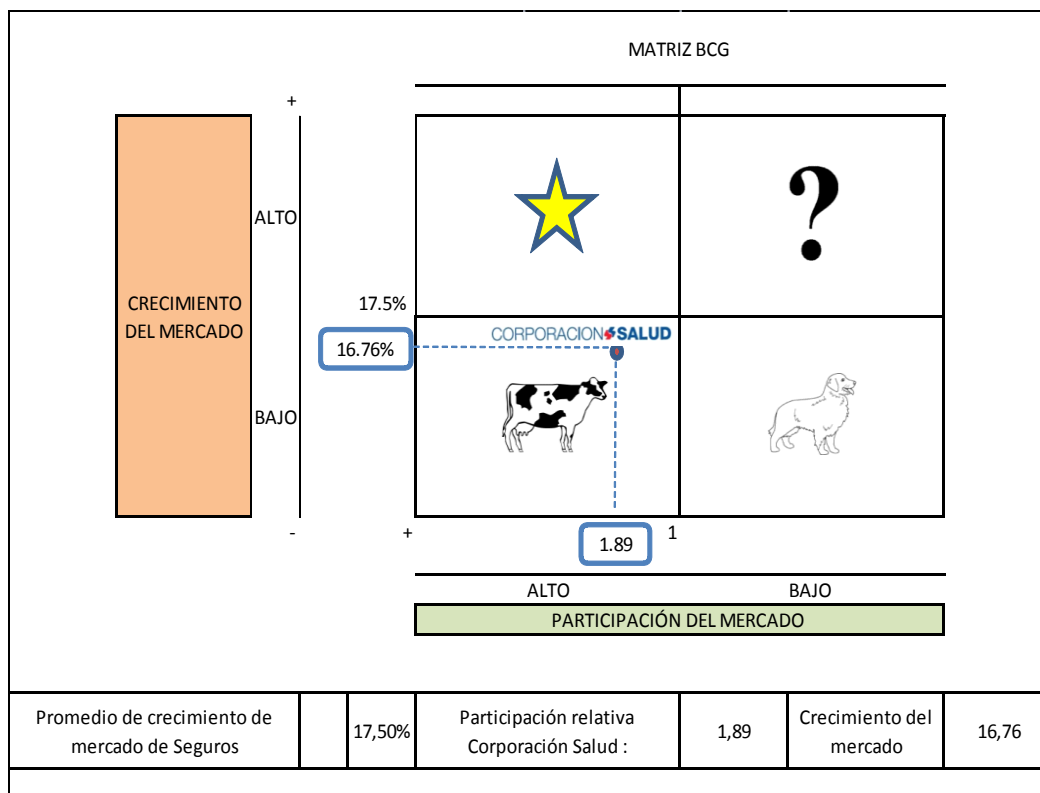 MATRIZ BCG
+
ALTO
?
CRECIMIENTO
DEL MERCADO
17.5%
CORPORACION SALUD
16.76%
BAJO
-
+
1.89
1
ALTO
BAJO
PARTICIPACIÓN DEL MERCADO
Promedio de crecimiento de
mercado de Seguros
17,50%
Participación relativa
Corporación Salud :
1,89
Crecimiento del
mercado
16,76